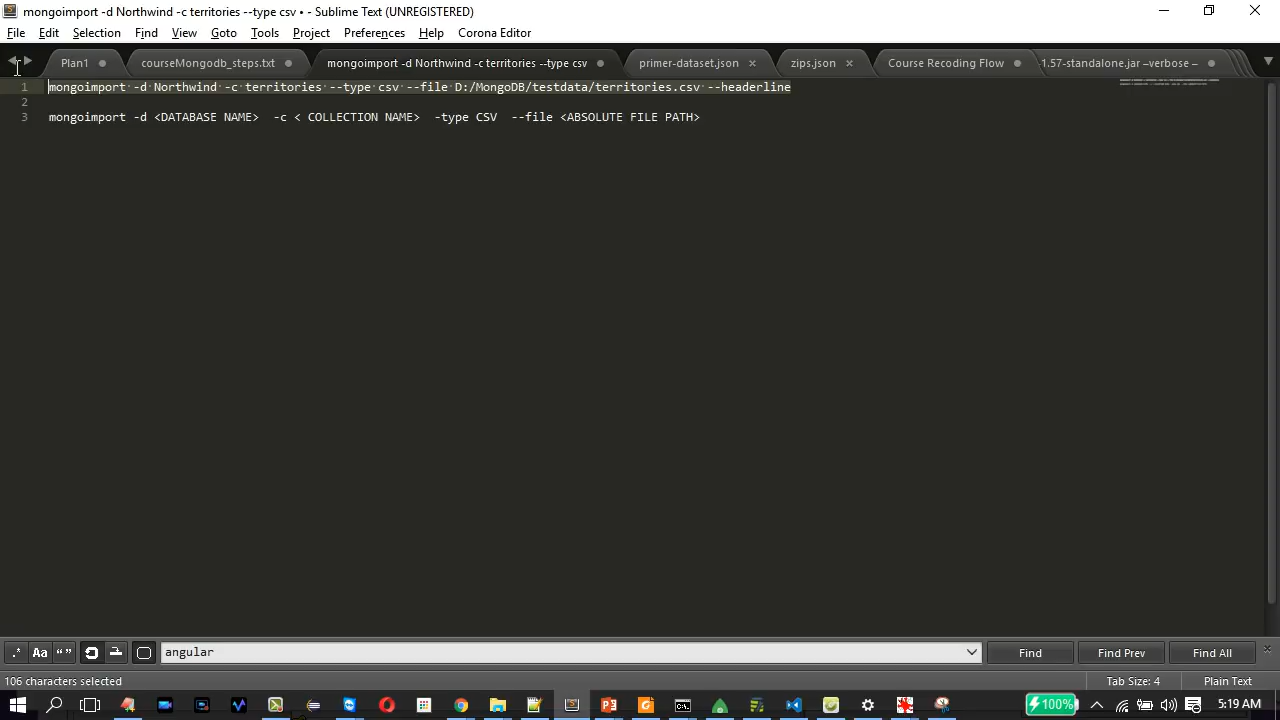 mongoimport -d Northwind -c territories --type csv • - Sublime Text (UNREGISTERED)
File Edit Selection Find View Goto Tools Project Preferences Help Corona Editor
Plan1 courseMongodb_steps.txt mongoimport -d Northwind -c territories --type csv primer-dataset.json zips.json Course Recoding Flow -1.57-standalone.jar –verbose –
1 mongoimport -d Northwind -c territories --type csv --file D:/MongoDB/testdata/territories.csv --headerline
2
3 mongoimport -d <DATABASE NAME>  -c < COLLECTION NAME>  -type CSV  --file <ABSOLUTE FILE PATH>
.* Aa “ ” angular Find Find Prev Find All
106 characters selected Tab Size: 4 Plain Text
100% 5:19 AM